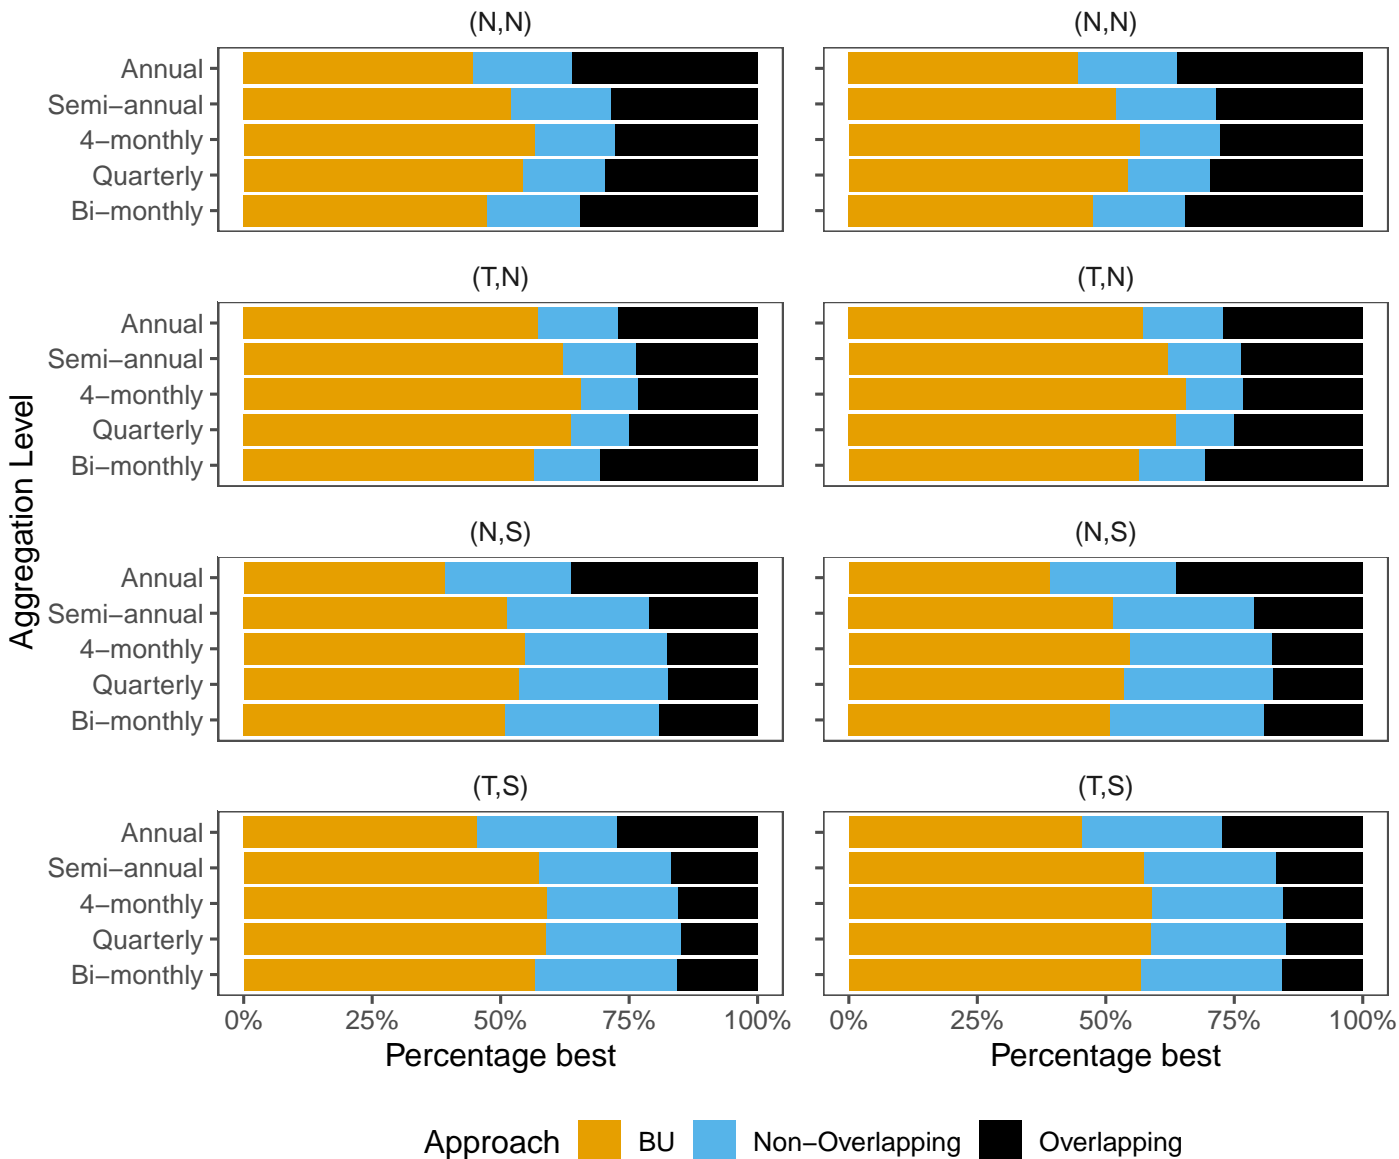 (N,N) (N,N)
Annual
Semi−annual
4−monthly
Quarterly
Bi−monthly
(T,N) (T,N)
Annual
Semi−annual
4−monthly
Quarterly
Bi−monthly
Aggregation Level
(N,S) (N,S)
Annual
Semi−annual
4−monthly
Quarterly
Bi−monthly
(T,S) (T,S)
Annual
Semi−annual
4−monthly
Quarterly
Bi−monthly
0% 25% 50% 75% 100% 0% 25% 50% 75% 100%
Percentage best Percentage best
Approach BU Non−Overlapping Overlapping